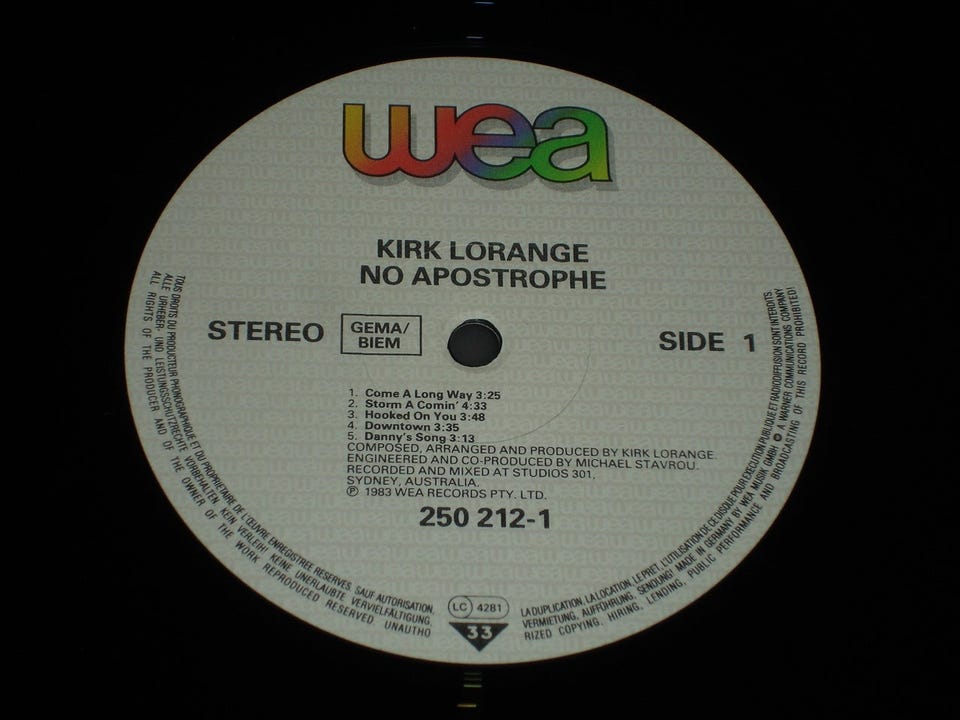 wea
KIRK LORANGE
NO APOSTROPHE
STEREO
GEMA/
BIEM
SIDE 1
1. Come A Long Way 3:25
2. Storm A Comin' 4:33
3. Hooked On You 3:48
4. Downtown 3:35
5. Danny's Song 3:13
COMPOSED, ARRANGED AND PRODUCED BY KIRK LORANGE.
ENGINEERED AND CO-PRODUCED BY MICHAEL STAVROU.
RECORDED AND MIXED AT STUDIOS 301,
SYDNEY, AUSTRALIA.
℗ 1983 WEA RECORDS PTY. LTD.
250 212-1
TOUS DROITS DU PRODUCTEUR PHONOGRAPHIQUE ET DU PROPRIETAIRE DE L'ŒUVRE ENREGISTREE RESERVES. SAUF AUTORISATION,
ALLE URHEBER- UND LEISTUNGSSCHUTZRECHTE VORBEHALTEN. KEIN VERLEIH! KEINE UNERLAUBTE VERVIELFÄLTIGUNG,
ALL RIGHTS OF THE PRODUCER AND OF THE OWNER OF THE WORK REPRODUCED RESERVED. UNAUTHO
LC 4281
33
LA DUPLICATION, LA LOCATION, LE PRET, L'UTILISATION DE CE DISQUE POUR EXECUTION PUBLIQUE ET RADIODIFFUSION SONT INTERDITS.
VERMIETUNG, AUFFÜHRUNG, SENDUNG! MADE IN GERMANY BY WEA MUSIK GMBH A WARNER COMMUNICATIONS COMPANY
RIZED COPYING, HIRING, LENDING, PUBLIC PERFORMANCE AND BROADCASTING OF THIS RECORD PROHIBITED!